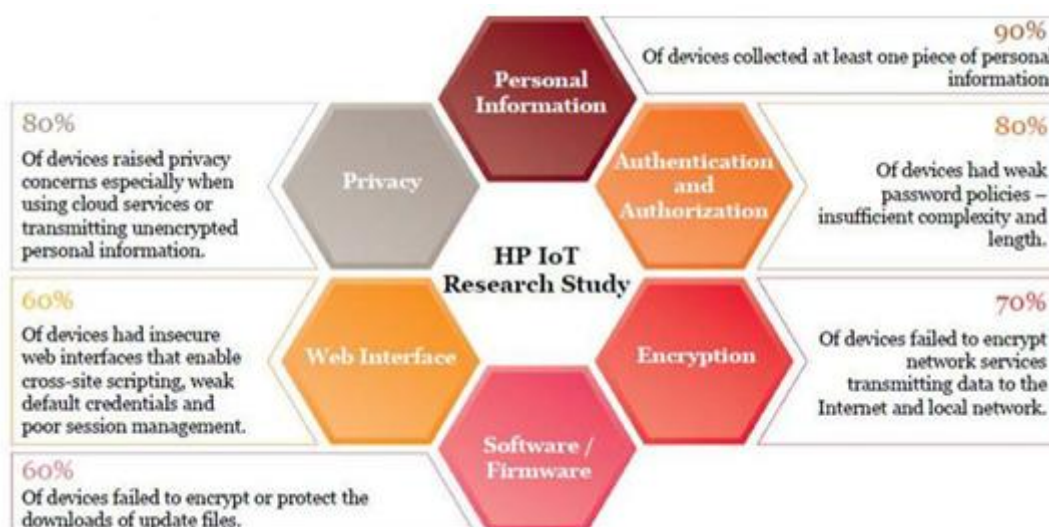 90%
Of devices collected at least one piece of personal
information
Personal
Information
80%
Of devices raised privacy
concerns especially when
using cloud services or
transmitting unencrypted
personal information.
Privacy
Authentication
and
Authorization
80%
Of devices had weak
password policies –
insufficient complexity and
length.
HP IoT
Research Study
60%
Of devices had insecure
web interfaces that enable
cross-site scripting, weak
default credentials and
poor session management.
Web Interface
Encryption
70%
Of devices failed to encrypt
network services
transmitting data to the
Internet and local network.
Software /
Firmware
60%
Of devices failed to encrypt or protect the
downloads of update files.